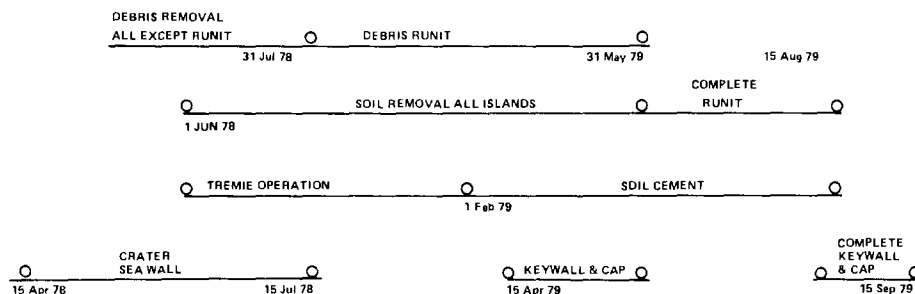 DEBRIS REMOVAL
ALL EXCEPT RUNIT
DEBRIS RUNIT
31 Jul 78
31 May 79
15 Aug 79
SOIL REMOVAL ALL ISLANDS
COMPLETE
RUNIT
1 JUN 78
TREMIE OPERATION
SOIL CEMENT
1 Feb 79
CRATER
SEA WALL
KEYWALL & CAP
COMPLETE
KEYWALL
& CAP
15 Apr 78
15 Jul 78
15 Apr 79
15 Sep 79